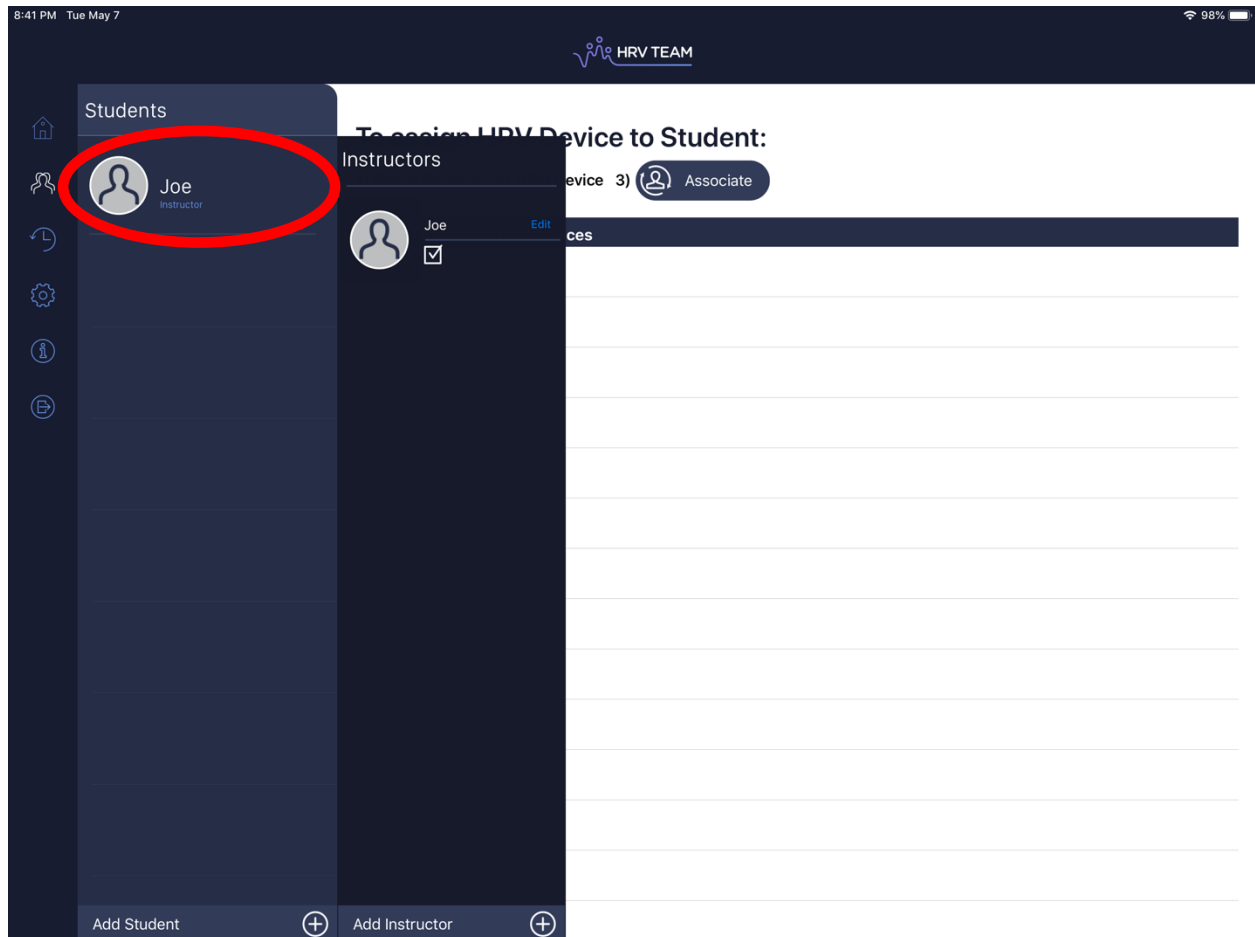 8:41 PM Tue May 7
98%
HRV TEAM
Students
Joe
Instructor
Instructors
Joe
Edit
To assign HRV Device to Student:
evice 3) Associate
ces
Add Student
Add Instructor